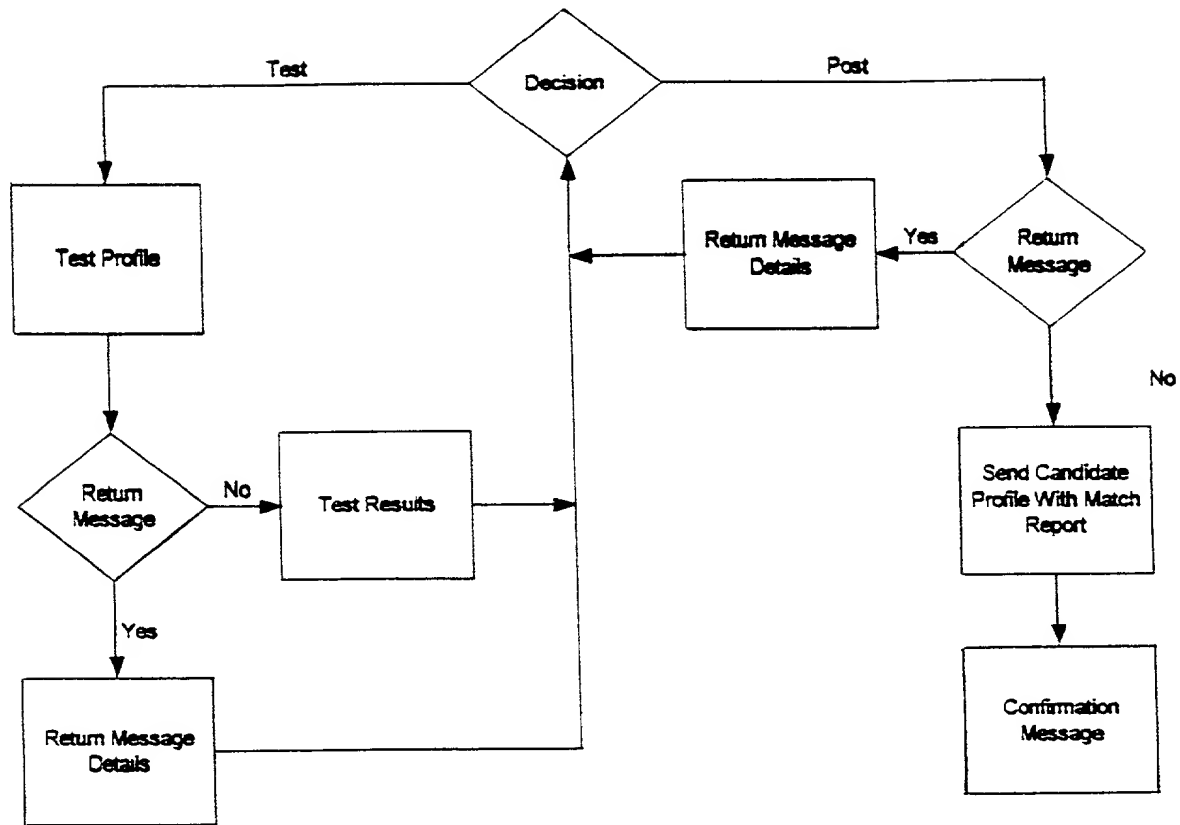 Test
Decision
Post
Test Profile
Return Message
Details
Yes
Return
Message
No
Return
Message
No
Test Results
Send Candidate
Profile With Match
Report
Yes
Return Message
Details
Confirmation
Message